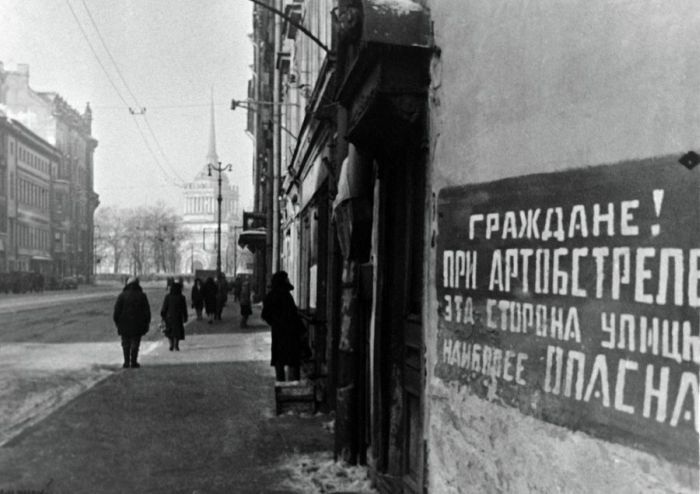 ГРАЖДАНЕ!
ПРИ АРТОБСТРЕЛЕ
ЭТА СТОРОНА УЛИЦЫ
НАИБОЛЕЕ ОПАСНА